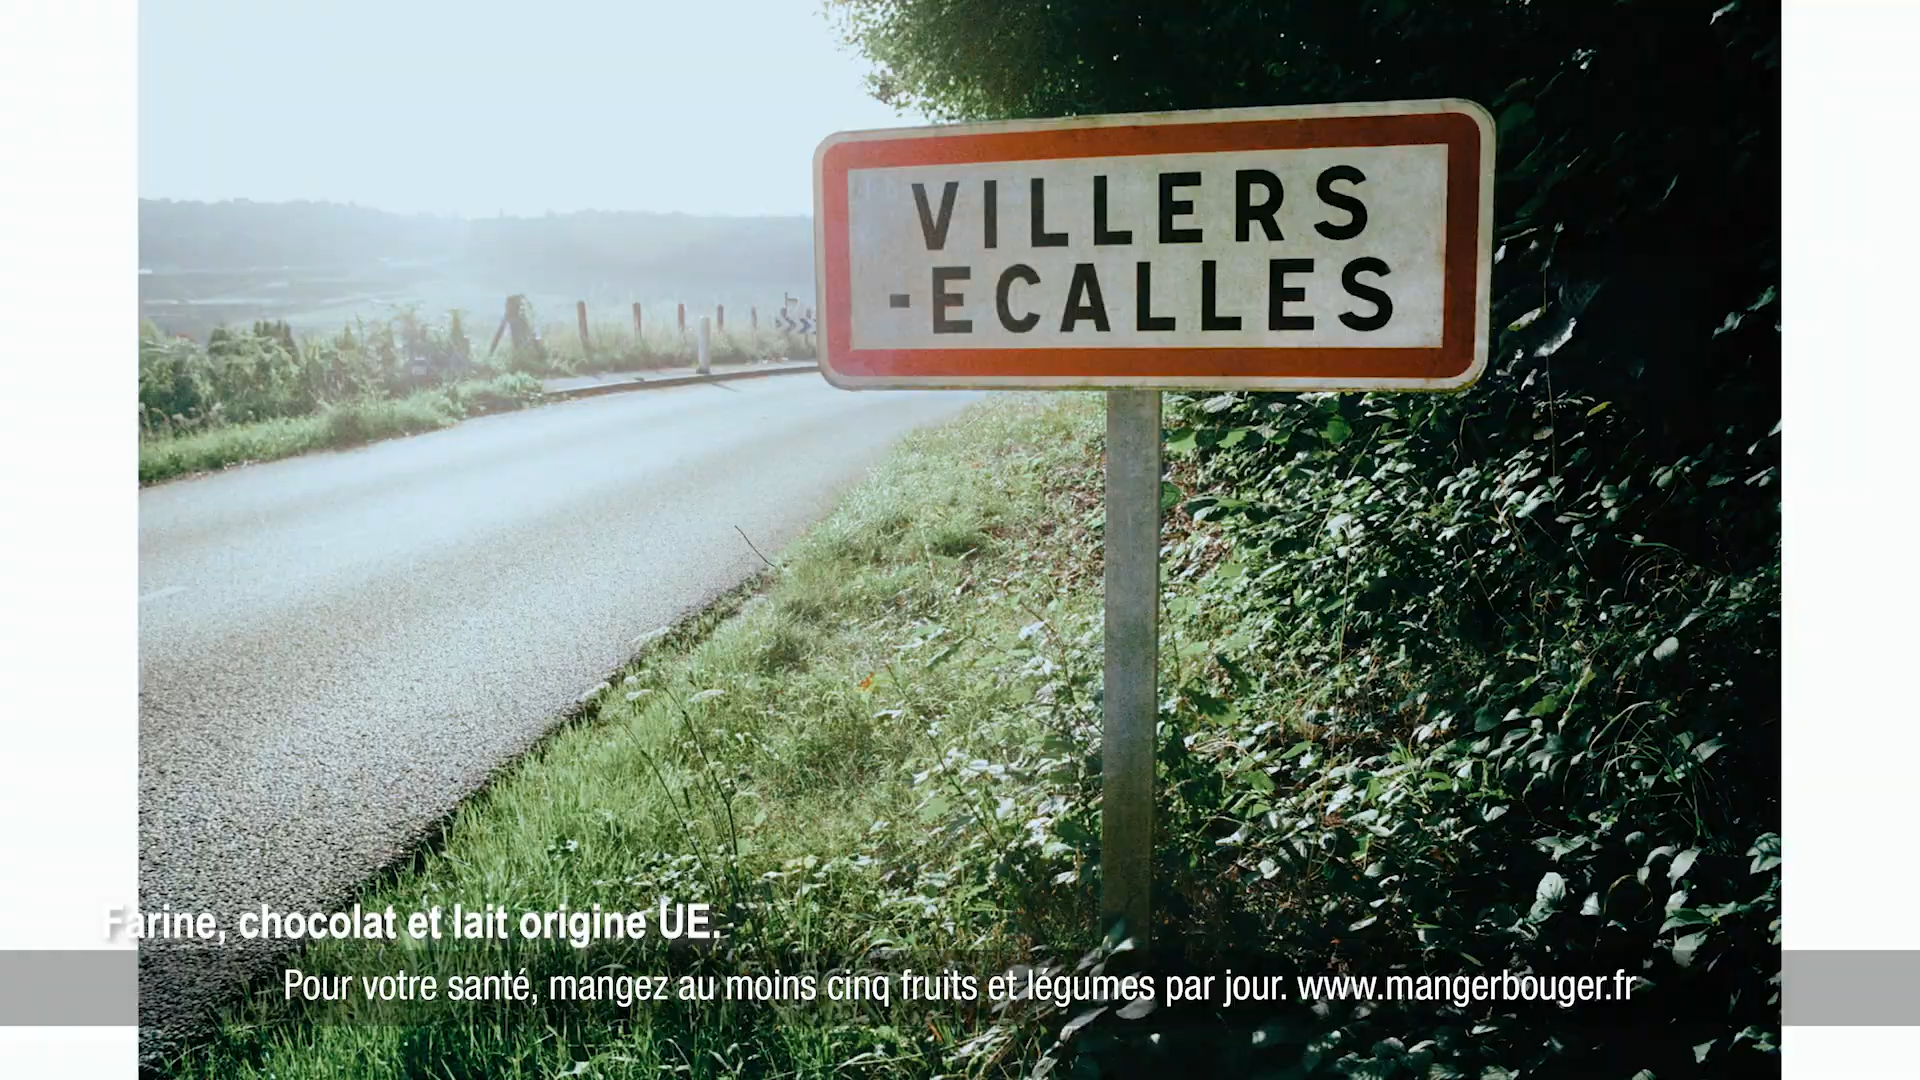 VILLERS
-ECALLES
Farine, chocolat et lait origine UE.
Pour votre santé, mangez au moins cinq fruits et légumes par jour. www.mangerbouger.fr